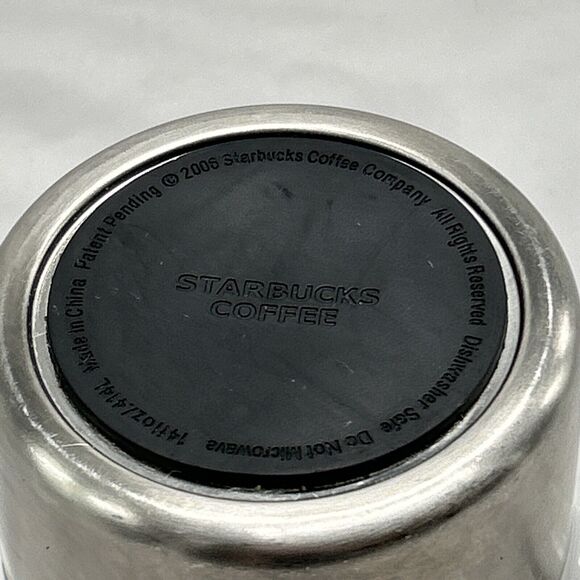 STARBUCKS
COFFEE
© 2006 Starbucks Coffee Company All Rights Reserved Dishwasher Safe Do Not Microwave 14floz/.414L Made in China Patent Pending